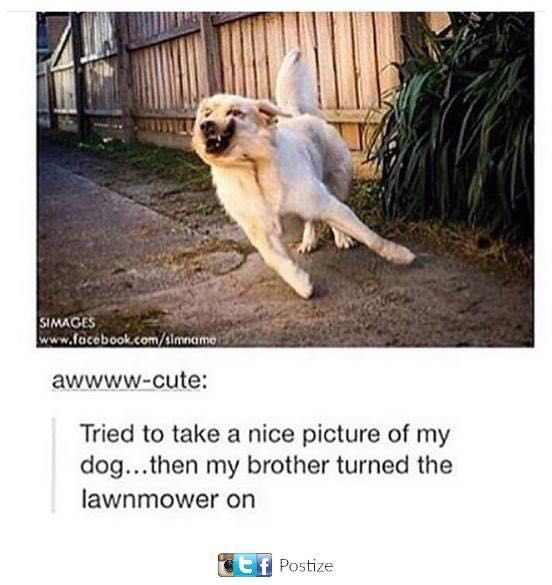 SIMAGES
www.facebook.com/simname
awwww-cute:
Tried to take a nice picture of my
dog...then my brother turned the
lawnmower on
Postize